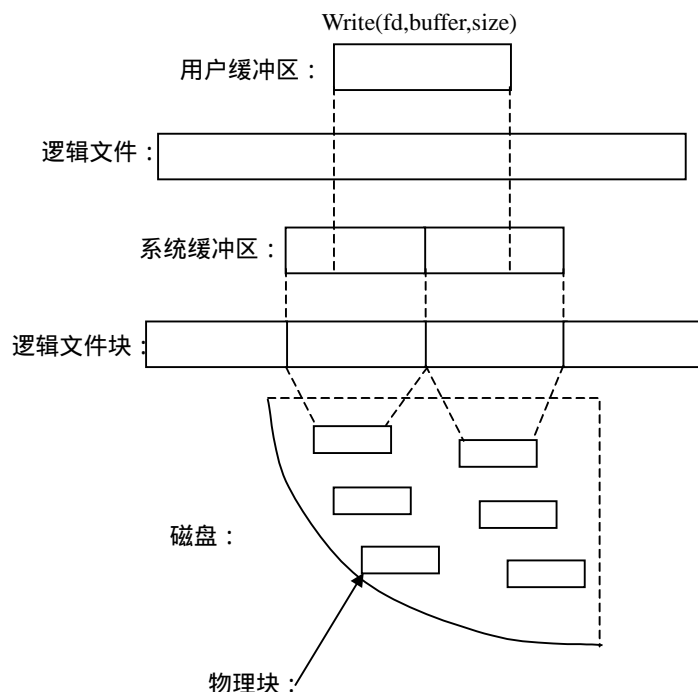 Write(fd,buffer,size)
用户缓冲区：
逻辑文件：
系统缓冲区：
逻辑文件块：
磁盘：
物理块：